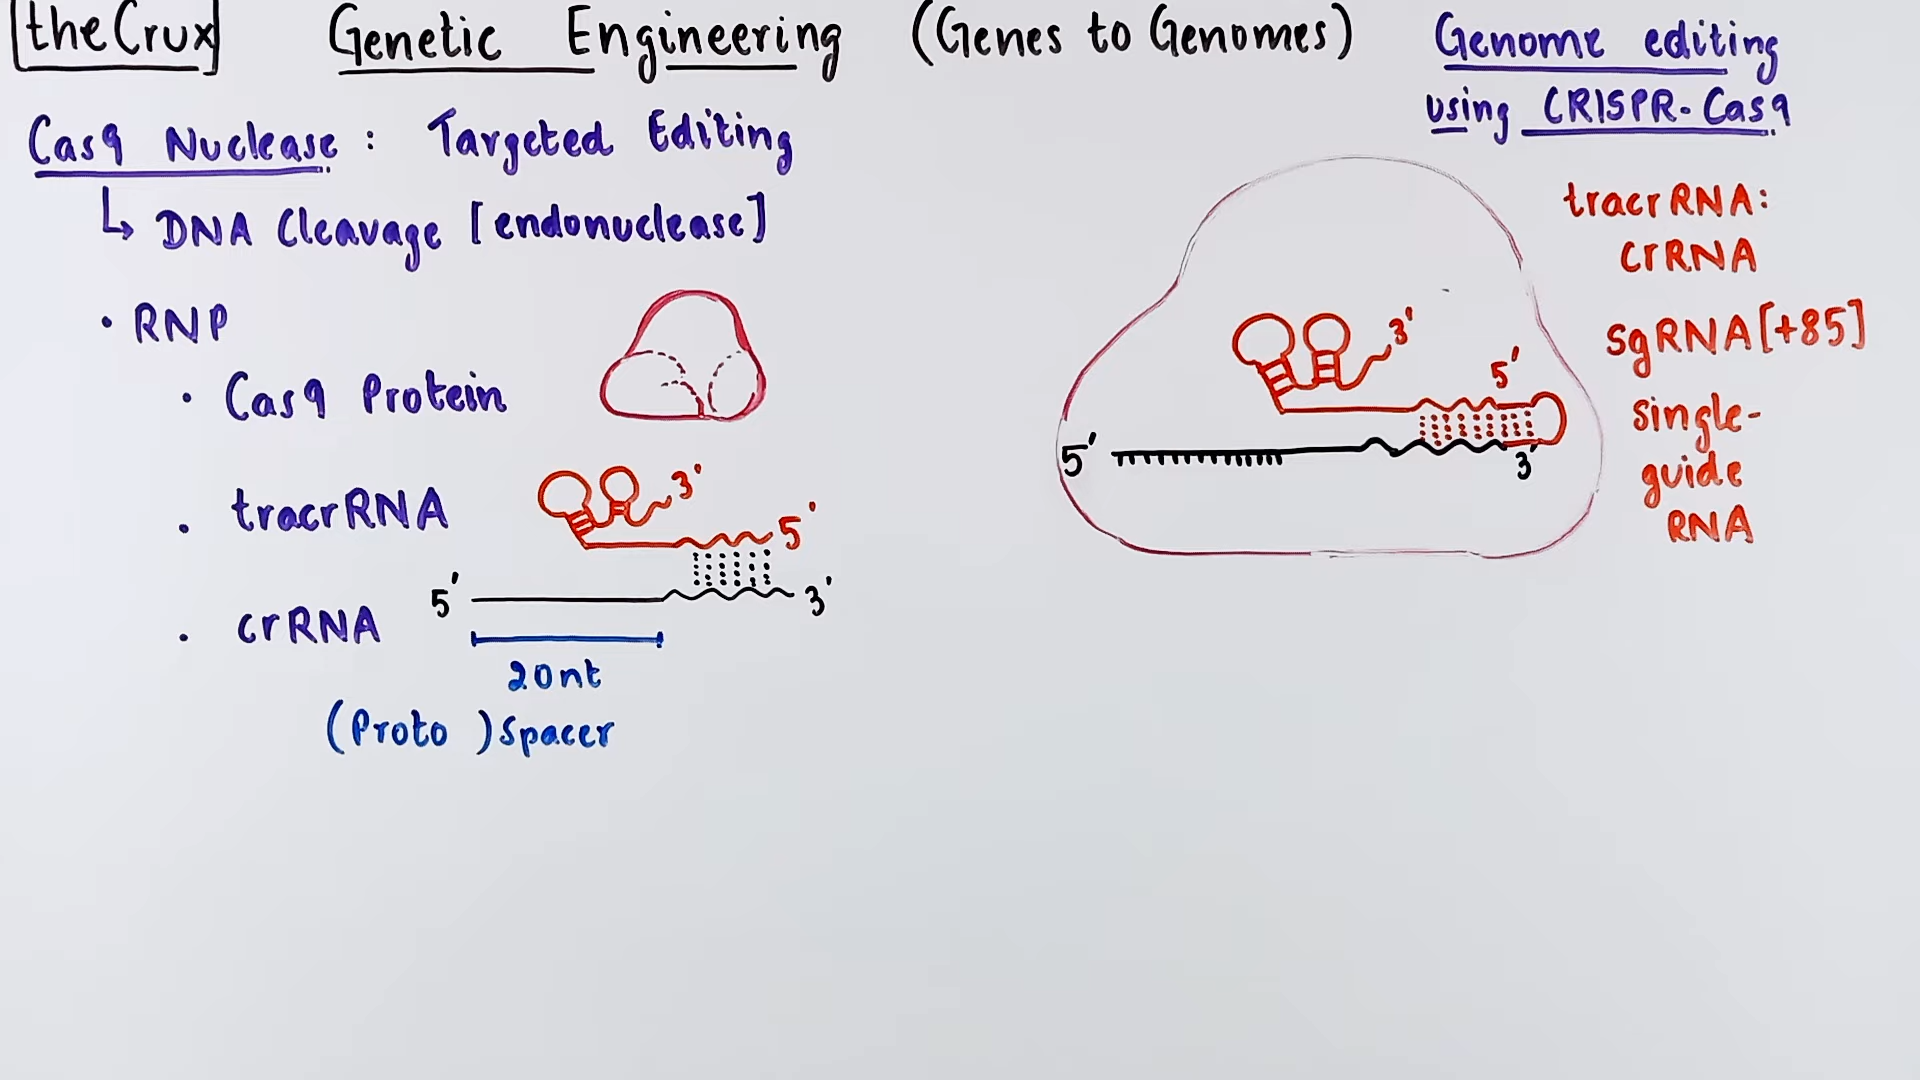 theCrux Genetic Engineering (Genes to Genomes)
Genome editing
using CRISPR-Cas9
Cas9 Nuclease : Targeted Editing
↳ DNA Cleavage [endonuclease]
• RNP
• Cas9 Protein
• tracrRNA
3'
5'
• crRNA
5'
3'
20nt
(Proto )Spacer
tracrRNA:
crRNA
sgRNA[+85]
single-
guide
RNA
3'
5'
5'
3'